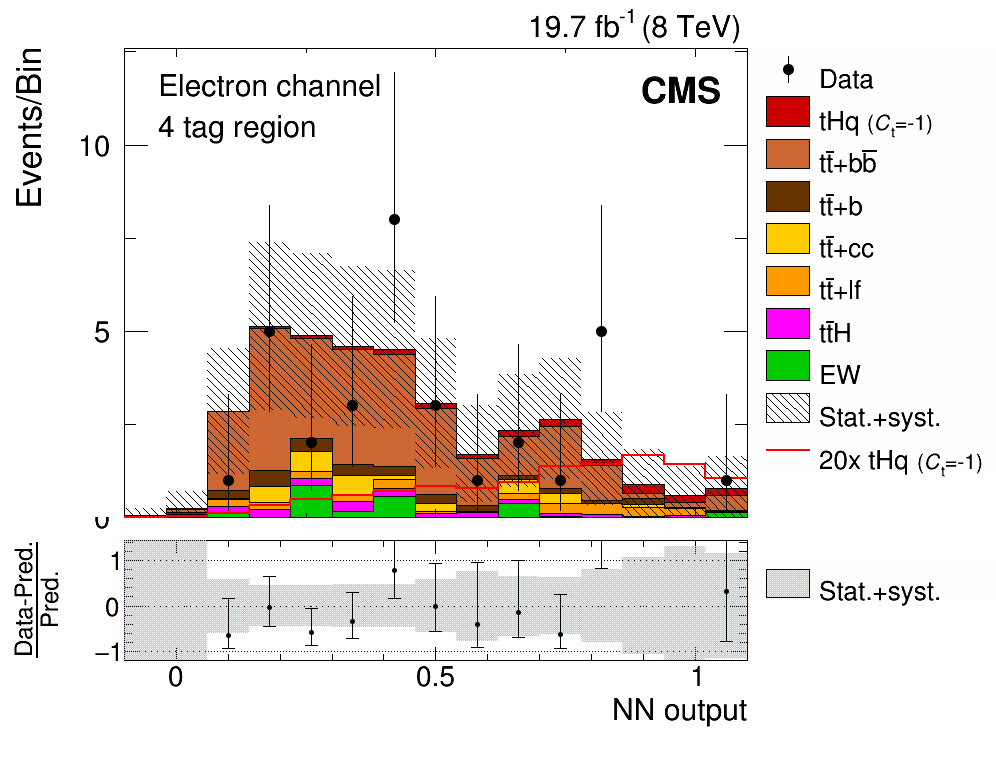 19.7 fb⁻¹ (8 TeV)
Events/Bin
Electron channel
CMS
4 tag region
10
5
0
Data
tHq (Cₜ=-1)
tt̄+bb̄
tt̄+b
tt̄+cc
tt̄+lf
tt̄H
EW
Stat.+syst.
20x tHq (Cₜ=-1)
Data-Pred.
Pred.
1
0
−1
Stat.+syst.
0 0.5 1
NN output